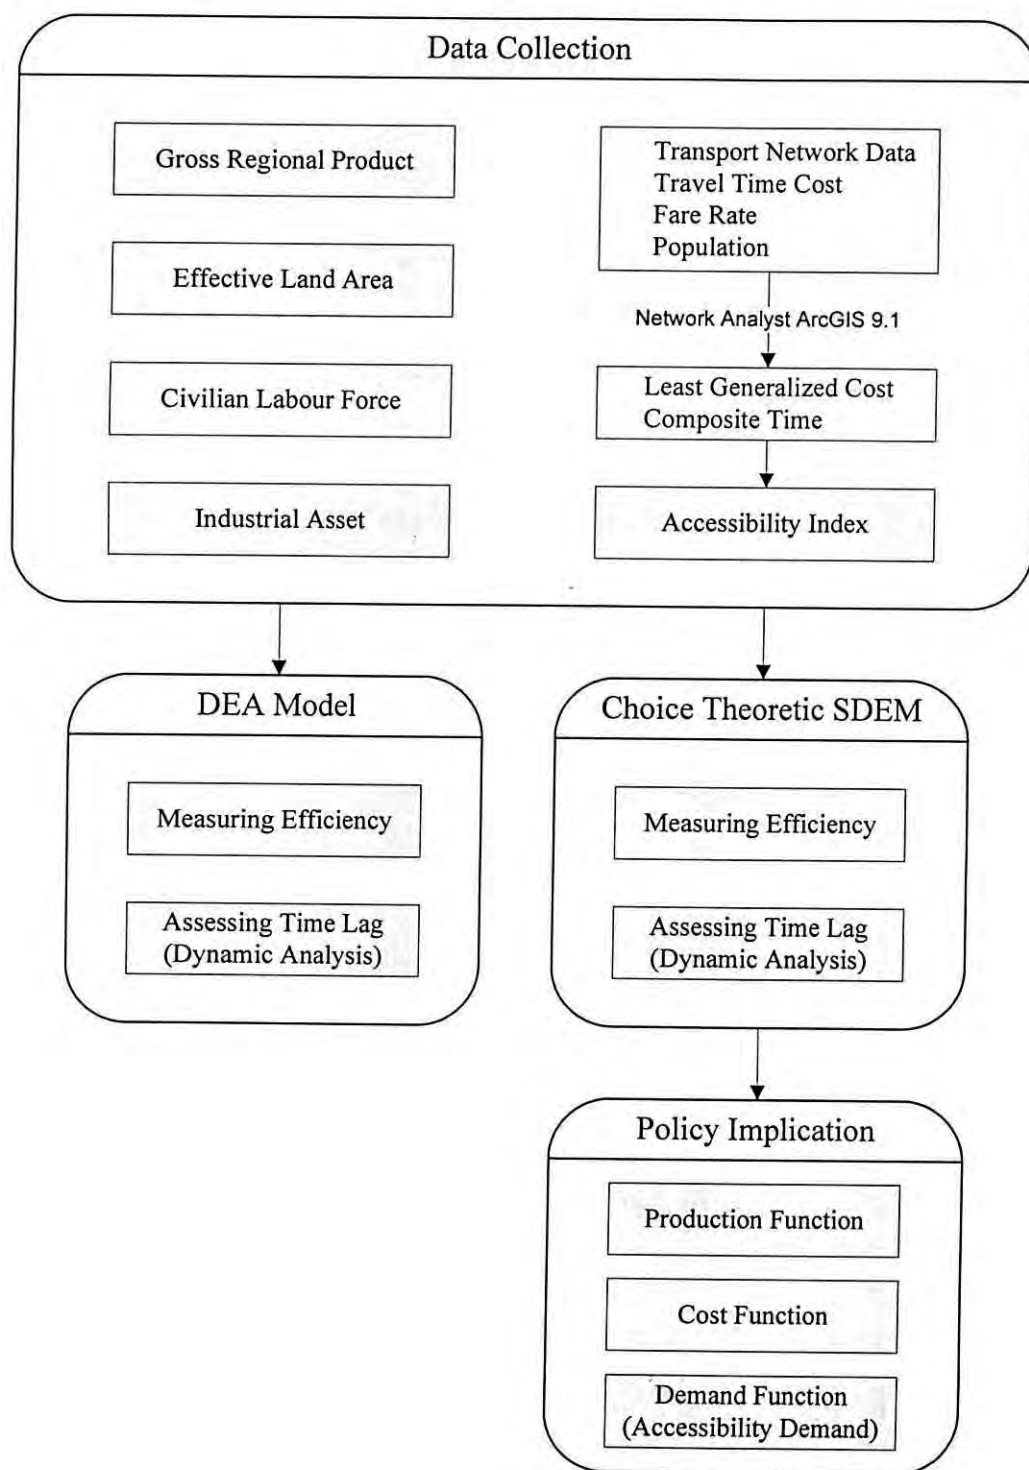 Data Collection
Gross Regional Product
Effective Land Area
Civilian Labour Force
Industrial Asset
Transport Network Data
Travel Time Cost
Fare Rate
Population
Network Analyst ArcGIS 9.1
Least Generalized Cost
Composite Time
Accessibility Index
DEA Model
Measuring Efficiency
Assessing Time Lag
(Dynamic Analysis)
Choice Theoretic SDEM
Measuring Efficiency
Assessing Time Lag
(Dynamic Analysis)
Policy Implication
Production Function
Cost Function
Demand Function
(Accessibility Demand)